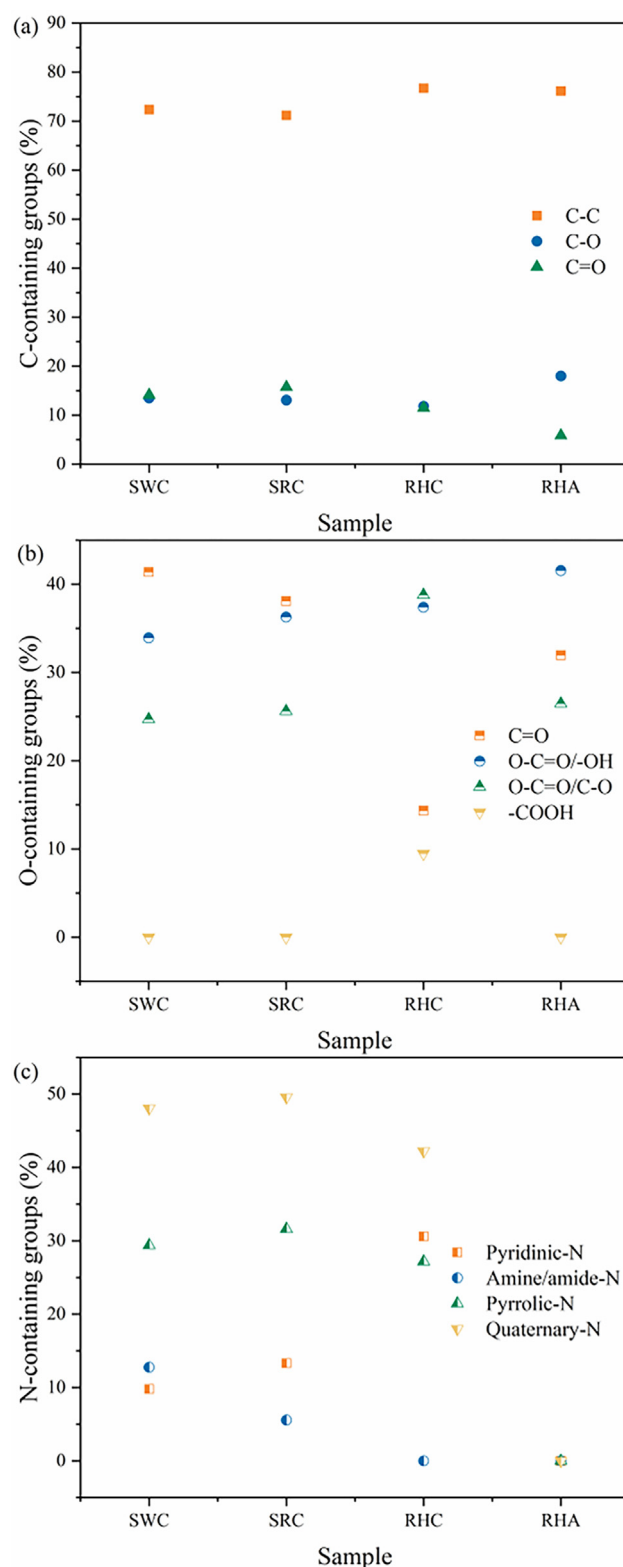 (a)
C-containing groups (%)
90
80
70
60
50
40
30
20
10
0
C-C
C-O
C=O
SWC SRC RHC RHA
Sample
(b)
O-containing groups (%)
40
30
20
10
0
C=O
O-C=O/-OH
O-C=O/C-O
-COOH
SWC SRC RHC RHA
Sample
(c)
N-containing groups (%)
50
40
30
20
10
0
Pyridinic-N
Amine/amide-N
Pyrrolic-N
Quaternary-N
SWC SRC RHC RHA
Sample